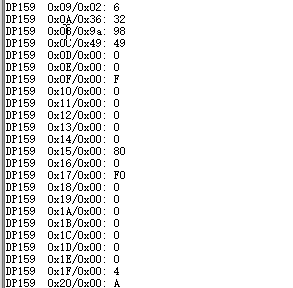 DP159 0x09/0x02: 6
DP159 0x0A/0x36: 32
DP159 0x0B/0x9a: 98
DP159 0x0C/0x49: 49
DP159 0x0D/0x00: 0
DP159 0x0E/0x00: 0
DP159 0x0F/0x00: F
DP159 0x10/0x00: 0
DP159 0x11/0x00: 0
DP159 0x12/0x00: 0
DP159 0x13/0x00: 0
DP159 0x14/0x00: 0
DP159 0x15/0x00: 80
DP159 0x16/0x00: 0
DP159 0x17/0x00: F0
DP159 0x18/0x00: 0
DP159 0x19/0x00: 0
DP159 0x1A/0x00: 0
DP159 0x1B/0x00: 0
DP159 0x1C/0x00: 0
DP159 0x1D/0x00: 0
DP159 0x1E/0x00: 0
DP159 0x1F/0x00: 4
DP159 0x20/0x00: A